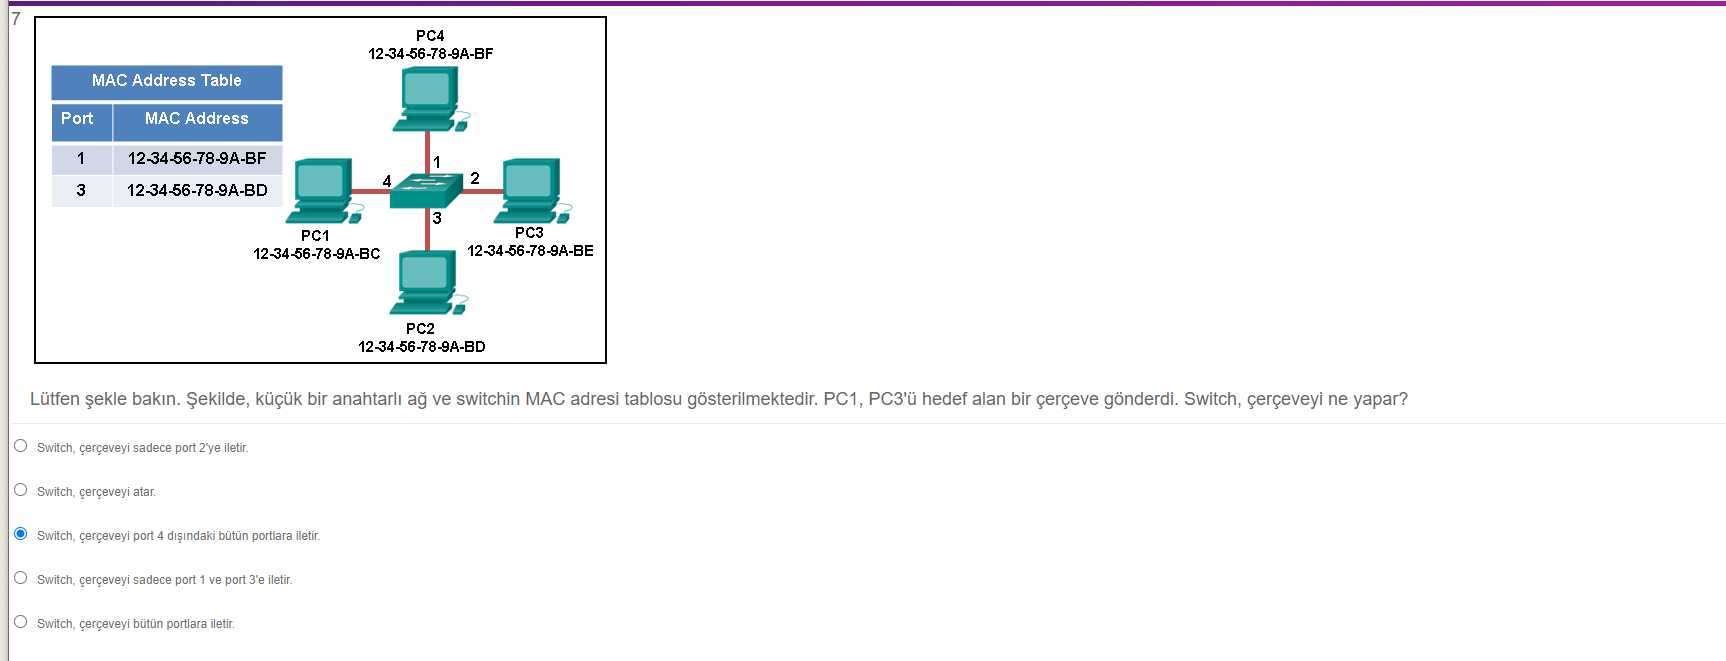 7
PC4
12-34-56-78-9A-BF
MAC Address Table
Port MAC Address
1 12-34-56-78-9A-BF
3 12-34-56-78-9A-BD
1
4
2
3
PC1
12-34-56-78-9A-BC
PC3
12-34-56-78-9A-BE
PC2
12-34-56-78-9A-BD
Lütfen şekle bakın. Şekilde, küçük bir anahtarlı ağ ve switchin MAC adresi tablosu gösterilmektedir. PC1, PC3'ü hedef alan bir çerçeve gönderdi. Switch, çerçeveyi ne yapar?
Switch, çerçeveyi sadece port 2'ye iletir.
Switch, çerçeveyi atar.
Switch, çerçeveyi port 4 dışındaki bütün portlara iletir.
Switch, çerçeveyi sadece port 1 ve port 3'e iletir.
Switch, çerçeveyi bütün portlara iletir.